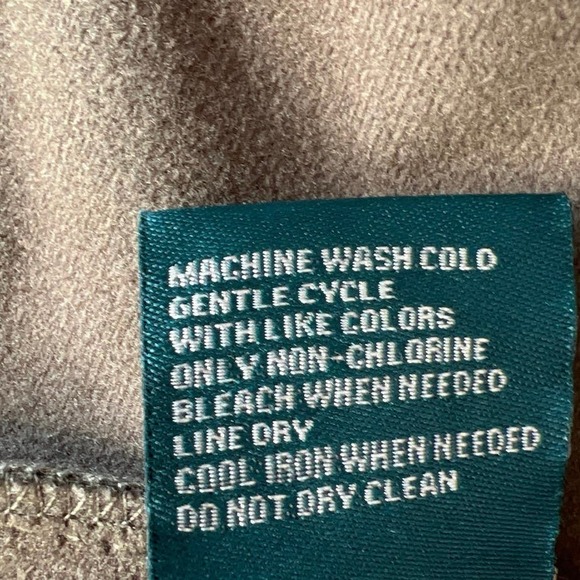 MACHINE WASH COLD
GENTLE CYCLE
WITH LIKE COLORS
ONLY NON-CHLORINE
BLEACH WHEN NEEDED
LINE DRY
COOL IRON WHEN NEEDED
DO NOT DRY CLEAN